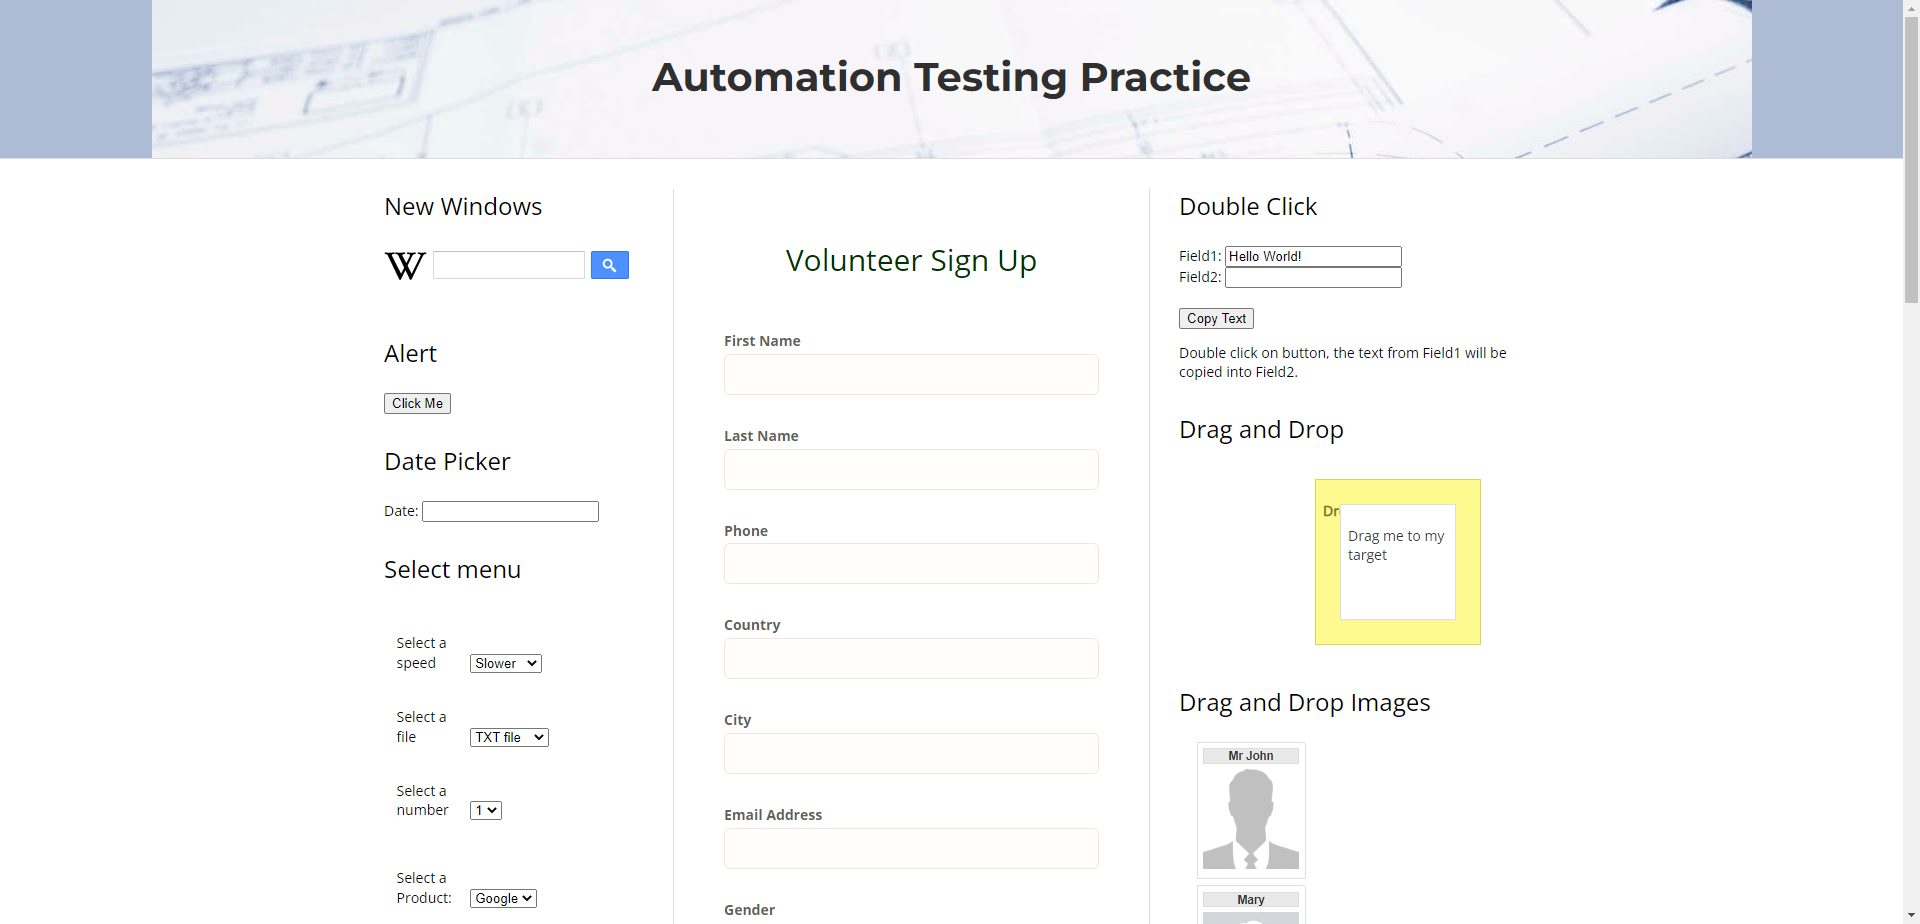 Automation Testing Practice
New Windows
W
Alert
Click Me
Date Picker
Date:
Select menu
Select a
speed
Slower
Select a
file
TXT file
Select a
number
1
Select a
Product:
Google
Volunteer Sign Up
First Name
Last Name
Phone
Country
City
Email Address
Gender
Double Click
Field1: Hello World!
Field2:
Copy Text
Double click on button, the text from Field1 will be
copied into Field2.
Drag and Drop
Dr
Drag me to my
target
Drag and Drop Images
Mr John
Mary